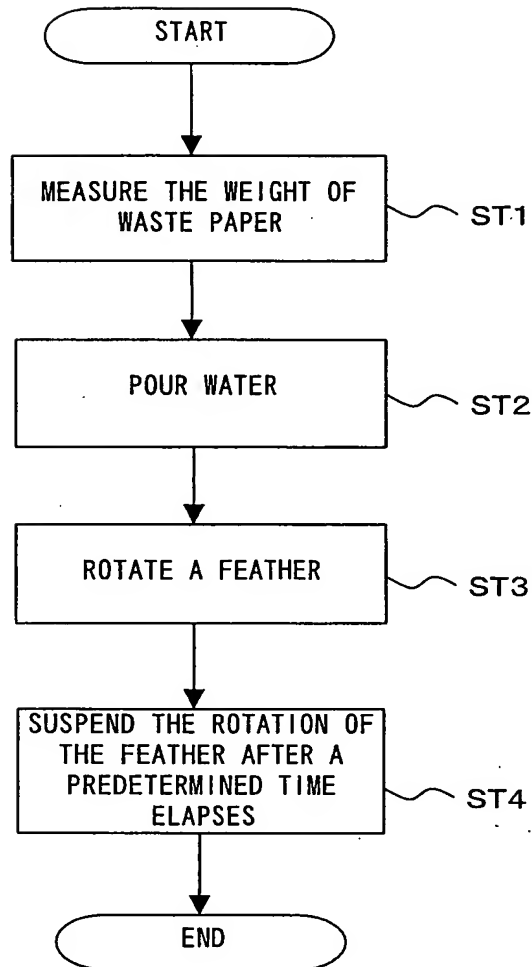 START
MEASURE THE WEIGHT OF
WASTE PAPER
ST1
POUR WATER
ST2
ROTATE A FEATHER
ST3
SUSPEND THE ROTATION OF
THE FEATHER AFTER A
PREDETERMINED TIME
ELAPSES
ST4
END